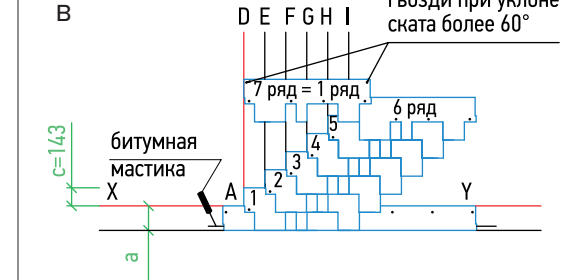 гвозди при уклоне
ската более 60°
B
D E F G H I
7 ряд = 1 ряд
6 ряд
5
4
3
2
1
битумная
мастика
c=143
X
A
Y
a